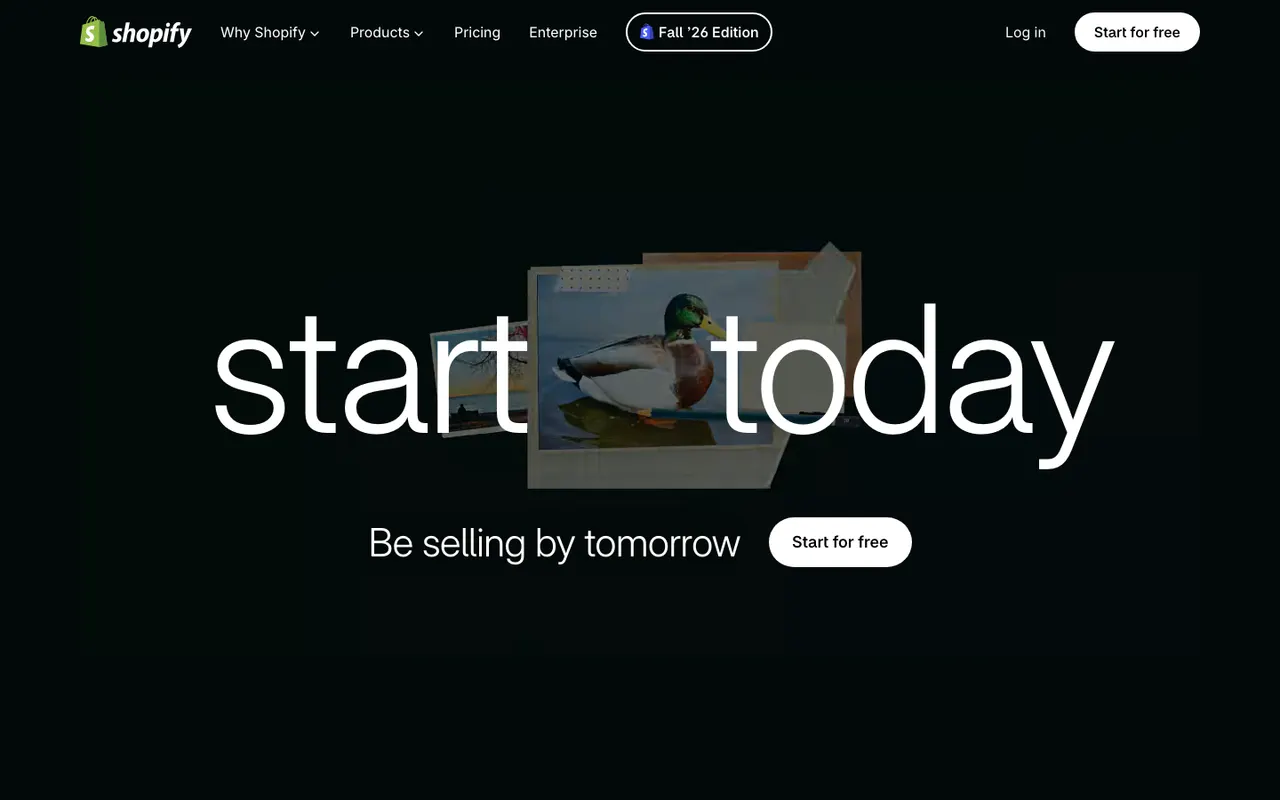 shopify
Why Shopify
Products
Pricing
Enterprise
Fall ’26 Edition
Log in
Start for free
start today
Be selling by tomorrow
Start for free